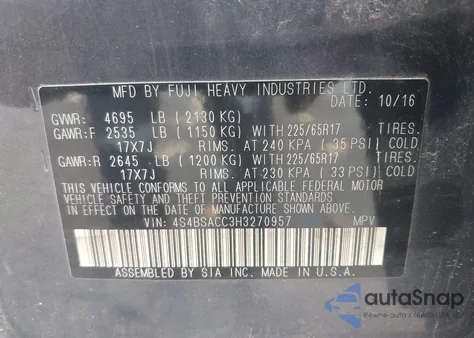 MFD BY FUJI HEAVY INDUSTRIES LTD.
DATE: 10/16
GVWR: 4695 LB (2130 KG)
GAWR:F 2535 LB (1150 KG) WITH 225/65R17 TIRES.
17X7J RIMS. AT 240 KPA (35 PSI) COLD
GAWR:R 2645 LB (1200 KG) WITH 225/65R17 TIRES.
17X7J RIMS. AT 230 KPA (33 PSI) COLD
THIS VEHICLE CONFORMS TO ALL APPLICABLE FEDERAL MOTOR
VEHICLE SAFETY AND THEFT PREVENTION STANDARDS
IN EFFECT ON THE DATE OF MANUFACTURE SHOWN ABOVE.
VIN: 4S4BSACC3H3270957 MPV
ASSEMBLED BY SIA INC. IN U.S.A.
autaSnap
Pewne auto z